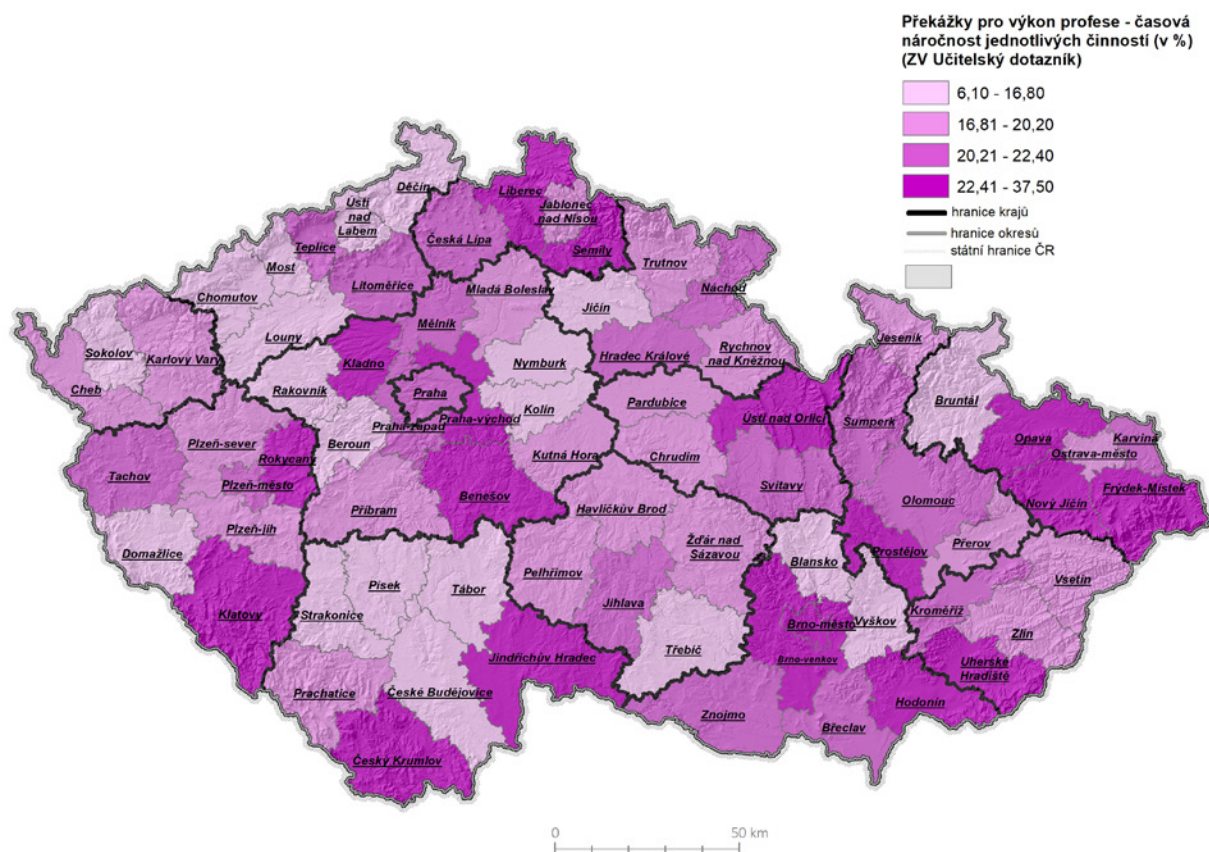 Překážky pro výkon profese - časová
náročnost jednotlivých činností (v %)
(ZV Učitelský dotazník)
6,10 - 16,80
16,81 - 20,20
20,21 - 22,40
22,41 - 37,50
hranice krajů
hranice okresů
státní hranice ČR
Děčín
Ústí
nad
Labem
Teplice
Most
Chomutov
Litoměřice
Louny
Liberec
Jablonec
nad Nisou
Česká Lípa
Semily
Trutnov
Náchod
Jičín
Hradec Králové
Rychnov
nad Kněžnou
Mladá Boleslav
Mělník
Sokolov
Karlovy Vary
Cheb
Kladno
Rakovník
Nymburk
Praha
Kolín
Praha-západ
Praha-východ
Beroun
Kutná Hora
Benešov
Příbram
Pardubice
Ústí nad Orlicí
Chrudim
Svitavy
Jeseník
Šumperk
Bruntál
Opava
Karviná
Ostrava-město
Nový Jičín
Frýdek-Místek
Olomouc
Prostějov
Přerov
Plzeň-sever
Rokycany
Tachov
Plzeň-město
Plzeň-jih
Domažlice
Klatovy
Havlíčkův Brod
Žďár nad
Sázavou
Pelhřimov
Jihlava
Třebíč
Písek
Tábor
Strakonice
Jindřichův Hradec
Prachatice
České Budějovice
Český Krumlov
Blansko
Brno-město
Vyškov
Brno-venkov
Znojmo
Břeclav
Hodonín
Vsetín
Kroměříž
Zlín
Uherské
Hradiště
0 50 km